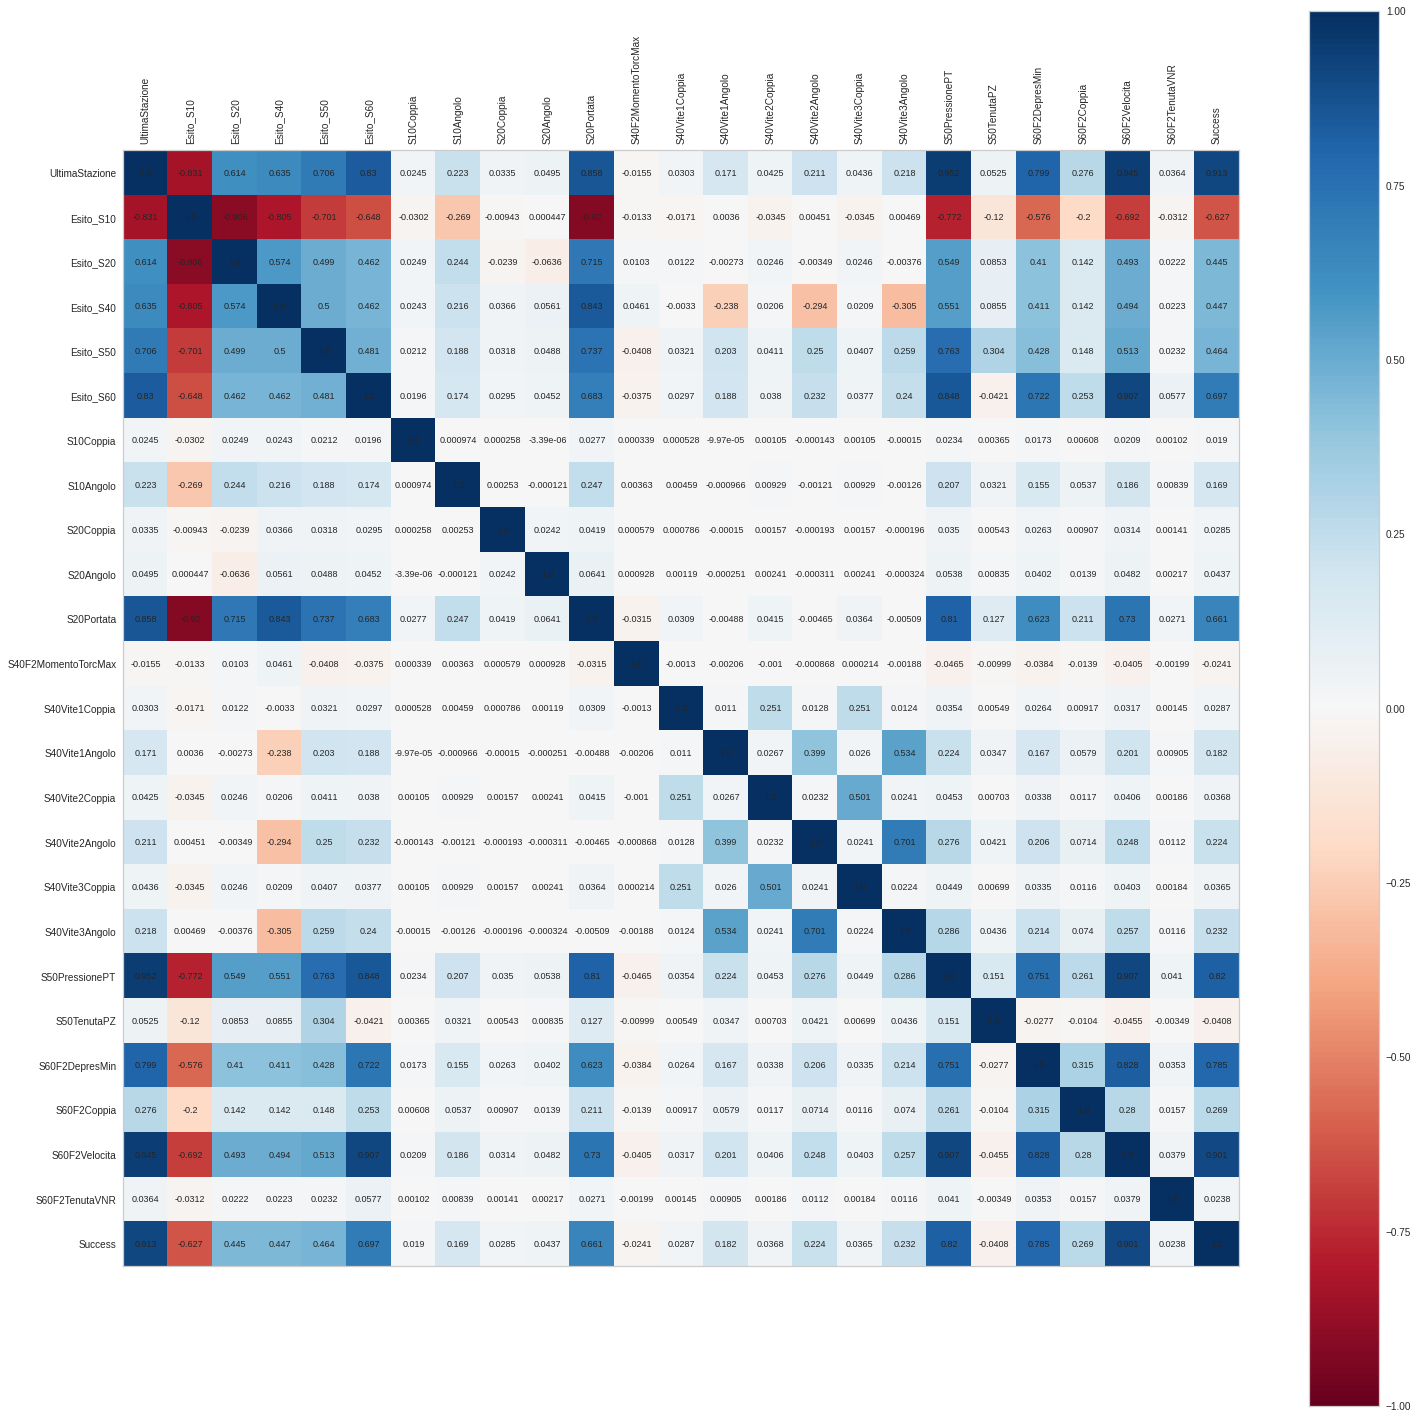 UltimaStazione Esito_S10 Esito_S20 Esito_S40 Esito_S50 Esito_S60 S10Coppia S10Angolo S20Coppia S20Angolo S20Portata S40F2MomentoTorcMax S40Vite1Coppia S40Vite1Angolo S40Vite2Coppia S40Vite2Angolo S40Vite3Coppia S40Vite3Angolo S50PressionePT S50TenutaPZ S60F2DepresMin S60F2Coppia S60F2Velocita S60F2TenutaVNR Success
UltimaStazione -0.831 0.614 0.635 0.706 0.83 0.0245 0.223 0.0335 0.0495 0.858 -0.0155 0.0303 0.171 0.0425 0.211 0.0436 0.218 0.0525 0.799 0.276 0.0364 0.913
Esito_S10 -0.831 -0.805 -0.701 -0.648 -0.0302 -0.269 -0.00943 0.000447 -0.0133 -0.0171 0.0036 -0.0345 0.00451 -0.0345 0.00469 -0.772 -0.12 -0.576 -0.2 -0.692 -0.0312 -0.627
Esito_S20 0.614 0.574 0.499 0.462 0.0249 0.244 -0.0239 -0.0636 0.715 0.0103 0.0122 -0.00273 0.0246 -0.00349 0.0246 -0.00376 0.549 0.0853 0.41 0.142 0.493 0.0222 0.445
Esito_S40 0.635 -0.805 0.574 0.5 0.462 0.0243 0.216 0.0366 0.0561 0.843 0.0461 -0.0033 -0.238 0.0206 -0.294 0.0209 -0.305 0.551 0.0855 0.411 0.142 0.494 0.0223 0.447
Esito_S50 0.706 -0.701 0.499 0.5 0.481 0.0212 0.188 0.0318 0.0488 0.737 -0.0408 0.0321 0.203 0.0411 0.25 0.0407 0.259 0.763 0.304 0.428 0.148 0.513 0.0232 0.464
Esito_S60 0.83 -0.648 0.462 0.462 0.481 0.0196 0.174 0.0295 0.0452 0.683 -0.0375 0.0297 0.188 0.038 0.232 0.0377 0.24 0.848 -0.0421 0.722 0.253 0.907 0.0577 0.697
S10Coppia 0.0245 -0.0302 0.0249 0.0243 0.0212 0.0196 0.000974 0.000258 -3.39e-06 0.0277 0.000339 0.000528 -9.97e-05 0.00105 -0.000143 0.00105 -0.00015 0.0234 0.00365 0.0173 0.00608 0.0209 0.00102 0.019
S10Angolo 0.223 -0.269 0.244 0.216 0.188 0.174 0.000974 0.00253 -0.000121 0.247 0.00363 0.00459 -0.000966 0.00929 -0.00121 0.00929 -0.00126 0.207 0.0321 0.155 0.0537 0.186 0.00839 0.169
S20Coppia 0.0335 -0.00943 -0.0239 0.0366 0.0318 0.0295 0.000258 0.00253 0.0242 0.0419 0.000579 0.000786 -0.00015 0.00157 -0.000193 0.00157 -0.000196 0.035 0.00543 0.0263 0.00907 0.0314 0.00141 0.0285
S20Angolo 0.0495 0.000447 -0.0636 0.0561 0.0488 0.0452 -3.39e-06 -0.000121 0.0242 0.0641 0.000928 0.00119 -0.000251 0.00241 -0.000311 0.00241 -0.000324 0.0538 0.00835 0.0402 0.0139 0.0482 0.00217 0.0437
S20Portata 0.858 0.715 0.843 0.737 0.683 0.0277 0.247 0.0419 0.0641 -0.0315 0.0309 -0.00488 0.0415 -0.00465 0.0364 -0.00509 0.81 0.127 0.623 0.211 0.73 0.0271 0.661
S40F2MomentoTorcMax -0.0155 -0.0133 0.0103 0.0461 -0.0408 -0.0375 0.000339 0.00363 0.000579 0.000928 -0.0315 -0.0013 -0.00206 -0.001 -0.000868 0.000214 -0.00188 -0.0465 -0.00999 -0.0384 -0.0139 -0.0405 -0.00199 -0.0241
S40Vite1Coppia 0.0303 -0.0171 0.0122 -0.0033 0.0321 0.0297 0.000528 0.00459 0.000786 0.00119 0.0309 -0.0013 0.011 0.251 0.0128 0.251 0.0124 0.0354 0.00549 0.0264 0.00917 0.0317 0.00145 0.0287
S40Vite1Angolo 0.171 0.0036 -0.00273 -0.238 0.203 0.188 -9.97e-05 -0.000966 -0.00015 -0.000251 -0.00488 -0.00206 0.011 0.0267 0.399 0.026 0.534 0.224 0.0347 0.167 0.0579 0.201 0.00905 0.182
S40Vite2Coppia 0.0425 -0.0345 0.0246 0.0206 0.0411 0.038 0.00105 0.00929 0.00157 0.00241 0.0415 -0.001 0.251 0.0267 0.0232 0.501 0.0241 0.0453 0.00703 0.0338 0.0117 0.0406 0.00186 0.0368
S40Vite2Angolo 0.211 0.00451 -0.00349 -0.294 0.25 0.232 -0.000143 -0.00121 -0.000193 -0.000311 -0.00465 -0.000868 0.0128 0.399 0.0232 0.0241 0.701 0.276 0.0421 0.206 0.0714 0.248 0.0112 0.224
S40Vite3Coppia 0.0436 -0.0345 0.0246 0.0209 0.0407 0.0377 0.00105 0.00929 0.00157 0.00241 0.0364 0.000214 0.251 0.026 0.501 0.0241 0.0224 0.0449 0.00699 0.0335 0.0116 0.0403 0.00184 0.0365
S40Vite3Angolo 0.218 0.00469 -0.00376 -0.305 0.259 0.24 -0.00015 -0.00126 -0.000196 -0.000324 -0.00509 -0.00188 0.0124 0.534 0.0241 0.701 0.0224 0.286 0.0436 0.214 0.074 0.257 0.0116 0.232
S50PressionePT -0.772 0.549 0.551 0.763 0.848 0.0234 0.207 0.035 0.0538 0.81 -0.0465 0.0354 0.224 0.0453 0.276 0.0449 0.286 0.151 0.751 0.261 0.907 0.041 0.82
S50TenutaPZ 0.0525 -0.12 0.0853 0.0855 0.304 -0.0421 0.00365 0.0321 0.00543 0.00835 0.127 -0.00999 0.00549 0.0347 0.00703 0.0421 0.00699 0.0436 0.151 -0.0277 -0.0104 -0.0455 -0.00349 -0.0408
S60F2DepresMin 0.799 -0.576 0.41 0.411 0.428 0.722 0.0173 0.155 0.0263 0.0402 0.623 -0.0384 0.0264 0.167 0.0338 0.206 0.0335 0.214 0.751 -0.0277 0.315 0.828 0.0353 0.785
S60F2Coppia 0.276 -0.2 0.142 0.142 0.148 0.253 0.00608 0.0537 0.00907 0.0139 0.211 -0.0139 0.00917 0.0579 0.0117 0.0714 0.0116 0.074 0.261 -0.0104 0.315 0.28 0.0157 0.269
S60F2Velocita -0.692 0.493 0.494 0.513 0.907 0.0209 0.186 0.0314 0.0482 0.73 -0.0405 0.0317 0.201 0.0406 0.248 0.0403 0.257 0.907 -0.0455 0.828 0.28 0.0379 0.901
S60F2TenutaVNR 0.0364 -0.0312 0.0222 0.0223 0.0232 0.0577 0.00102 0.00839 0.00141 0.00217 0.0271 -0.00199 0.00145 0.00905 0.00186 0.0112 0.00184 0.0116 0.041 -0.00349 0.0353 0.0157 0.0379 0.0238
Success 0.913 -0.627 0.445 0.447 0.464 0.697 0.019 0.169 0.0285 0.0437 0.661 -0.0241 0.0287 0.182 0.0368 0.224 0.0365 0.232 0.82 -0.0408 0.785 0.269 0.901 0.0238
1.00
0.75
0.50
0.25
0.00
−0.25
−0.50
−0.75
−1.00